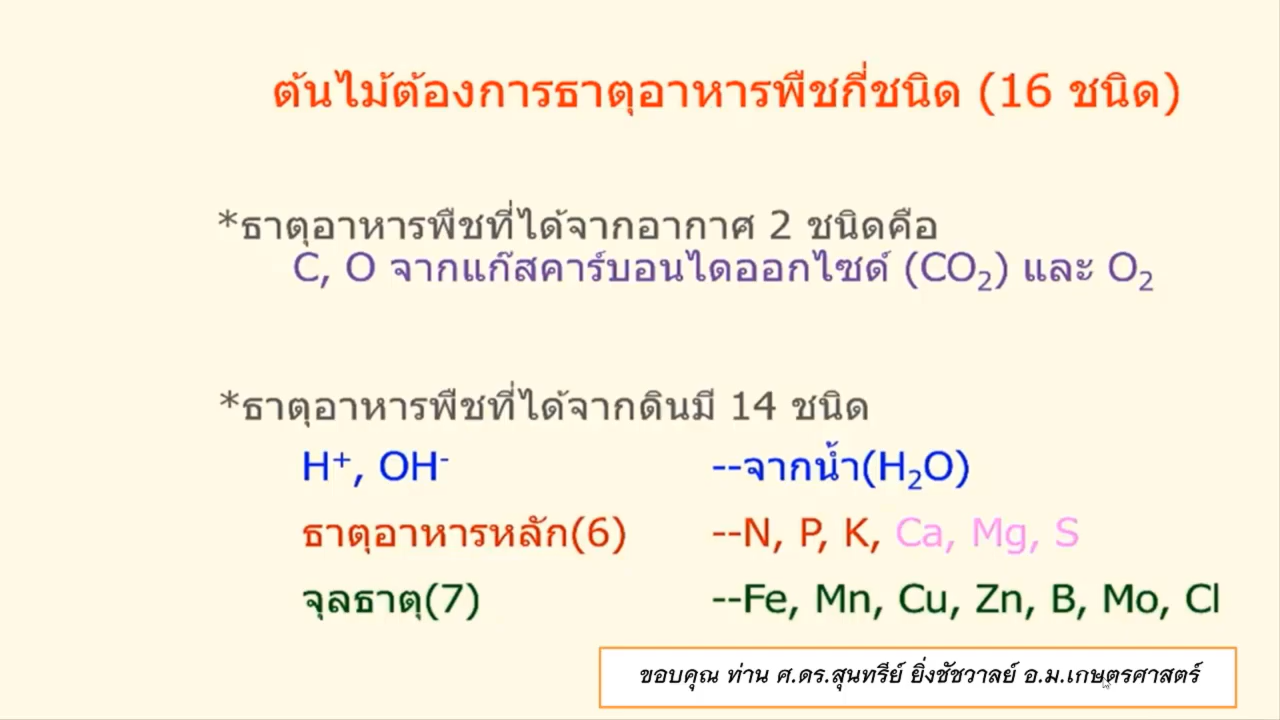 ต้นไม้ต้องการธาตุอาหารพืชกี่ชนิด (16 ชนิด)
*ธาตุอาหารพืชที่ได้จากอากาศ 2 ชนิดคือ
C, O จากแก๊สคาร์บอนไดออกไซด์ (CO₂) และ O₂
*ธาตุอาหารพืชที่ได้จากดินมี 14 ชนิด
H⁺, OH⁻ --จากน้ำ(H₂O)
ธาตุอาหารหลัก(6) --N, P, K, Ca, Mg, S
จุลธาตุ(7) --Fe, Mn, Cu, Zn, B, Mo, Cl
ขอบคุณ ท่าน ศ.ดร.สุนทรีย์ ยิ่งชัชวาลย์ อ.ม.เกษตรศาสตร์